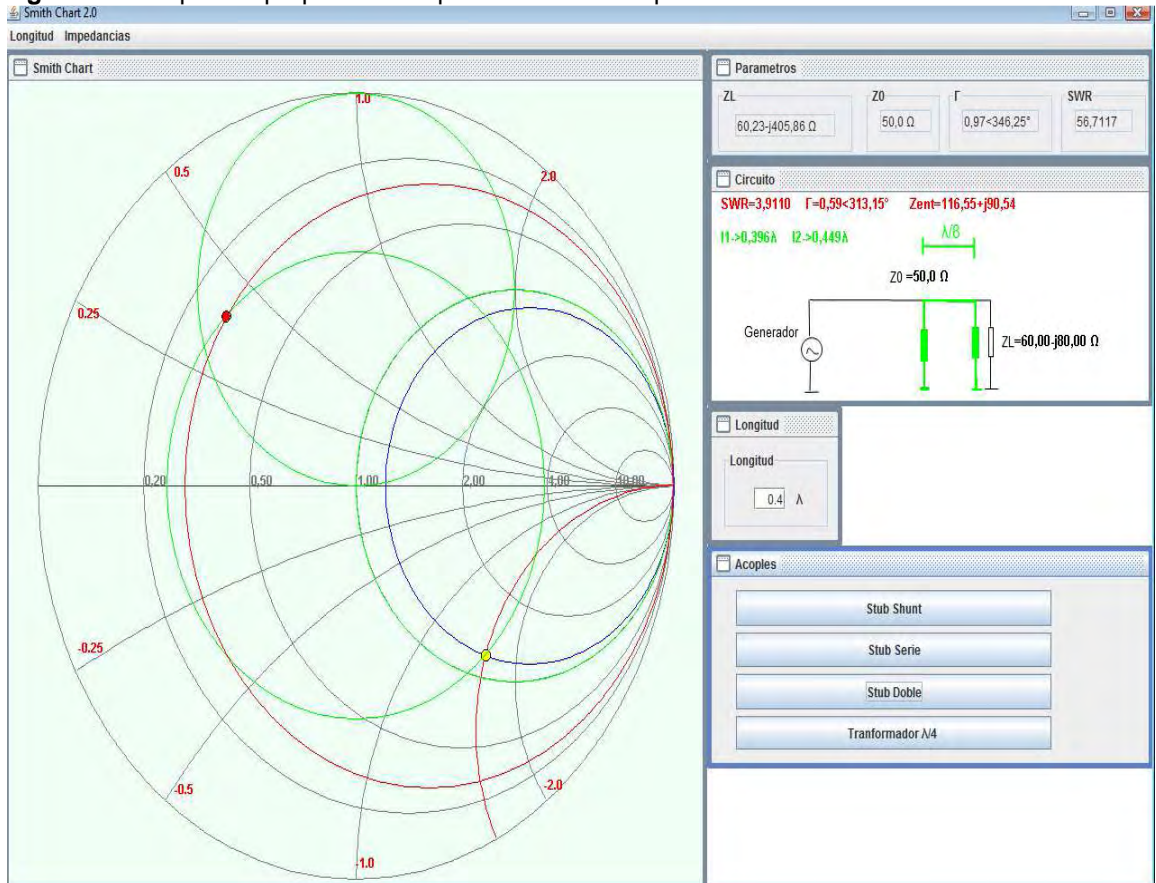 Smith Chart 2.0
Longitud Impedancias
Smith Chart
1.0
0.5
2.0
0.25
0,20 0,50 1,00 2,00 4,00
-0.25
-0.5
-2.0
-1.0
Parametros
ZL Z0 Γ SWR
60,23-j405,86 Ω 50,0 Ω 0,97<346,25° 56,7117
Circuito
SWR=3,9110 Γ=0,59<313,15° Zent=116,55+j90,54
l1->0,396λ l2->0,449λ
λ/8
Z0 =50,0 Ω
Generador
ZL=60,00-j80,00 Ω
Longitud
Longitud
0.4 λ
Acoples
Stub Shunt
Stub Serie
Stub Doble
Tranformador λ/4